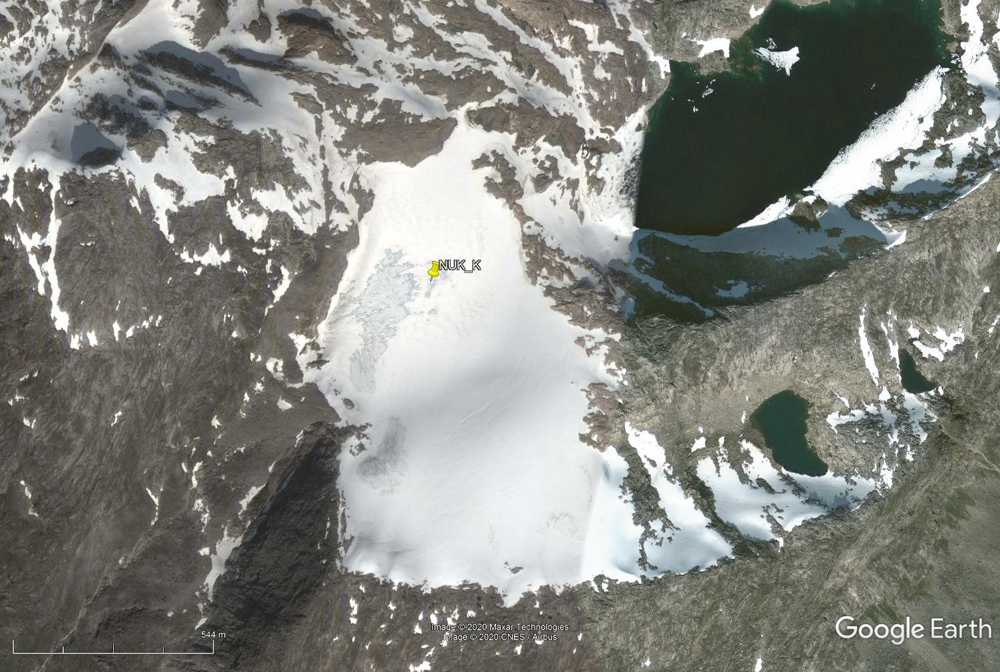 NUK_K
544 m
Image © 2020 Maxar Technologies
Image © 2020 CNES / Airbus
Google Earth